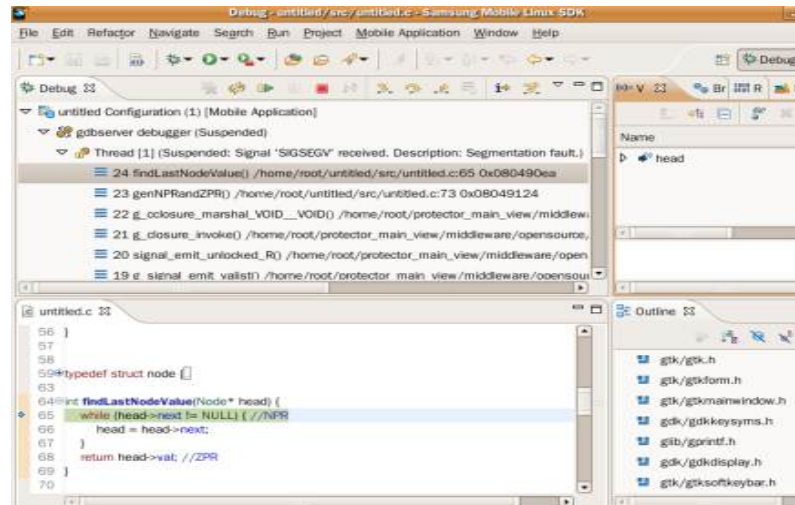 Debug - untitled/src/untitled.c - Samsung Mobile Linux SDK
File Edit Refactor Navigate Search Run Project Mobile Application Window Help
Debug
Debug
V Br R
untitled Configuration (1) [Mobile Application]
gdbserver debugger (Suspended)
Thread [1] (Suspended: Signal 'SIGSEGV' received. Description: Segmentation fault.)
24 findLastNodeValue() /home/root/untitled/src/untitled.c:65 0x080490ea
23 genNPRandZPR() /home/root/untitled/src/untitled.c:73 0x08049124
22 g_cclosure_marshal_VOID__VOID() /home/root/protector_main_view/middlew
21 g_closure_invoke() /home/root/protector_main_view/middleware/opensource,
20 signal_emit_unlocked_R() /home/root/protector_main_view/middleware/open
19 g_signal_emit_valist() /home/root/protector_main_view/middleware/opensour
Name
head
untitled.c
56 }
57
58
59 typedef struct node {
63
64 int findLastNodeValue(Node* head) {
65 while (head->next != NULL) { //NPR
66 head = head->next;
67 }
68 return head->val; //ZPR
69 }
70
Outline
gtk/gtk.h
gtk/gtkform.h
gtk/gtkmainwindow.h
gdk/gdkkeysyms.h
glib/gprintf.h
gdk/gdkdisplay.h
gtk/gtksoftkeybar.h